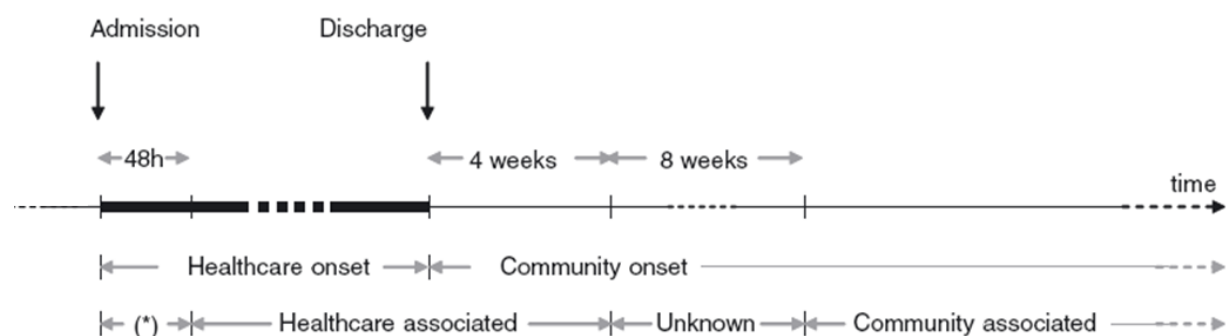 Admission Discharge
48h 4 weeks 8 weeks
time
Healthcare onset Community onset
(*) Healthcare associated Unknown Community associated